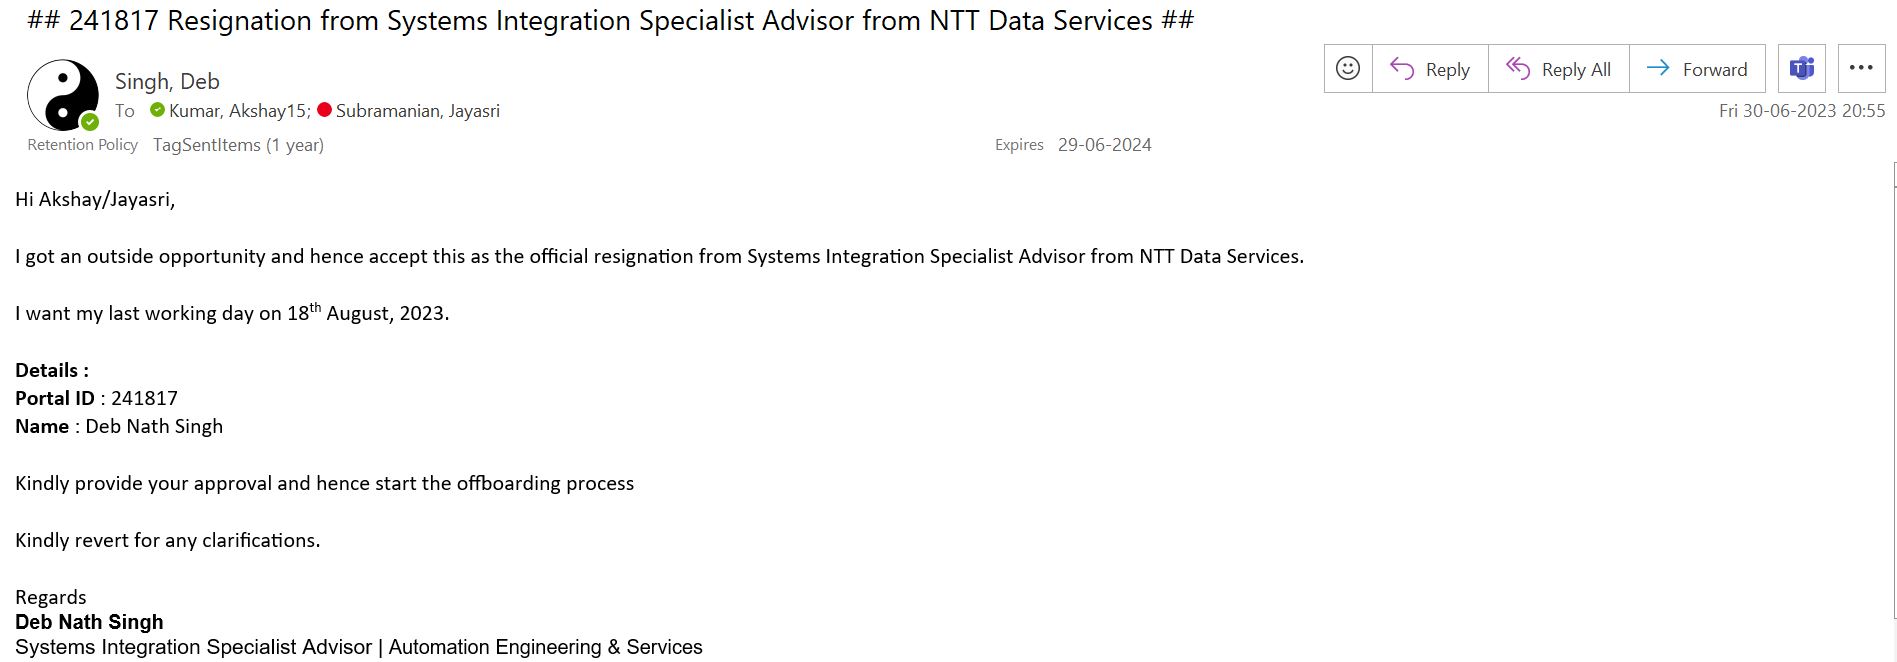 ## 241817 Resignation from Systems Integration Specialist Advisor from NTT Data Services ##
Singh, Deb
Reply
Reply All
Forward
To Kumar, Akshay15; Subramanian, Jayasri
Fri 30-06-2023 20:55
Retention Policy TagSentItems (1 year)
Expires 29-06-2024
Hi Akshay/Jayasri,
I got an outside opportunity and hence accept this as the official resignation from Systems Integration Specialist Advisor from NTT Data Services.
I want my last working day on 18th August, 2023.
Details :
Portal ID : 241817
Name : Deb Nath Singh
Kindly provide your approval and hence start the offboarding process
Kindly revert for any clarifications.
Regards
Deb Nath Singh
Systems Integration Specialist Advisor | Automation Engineering & Services